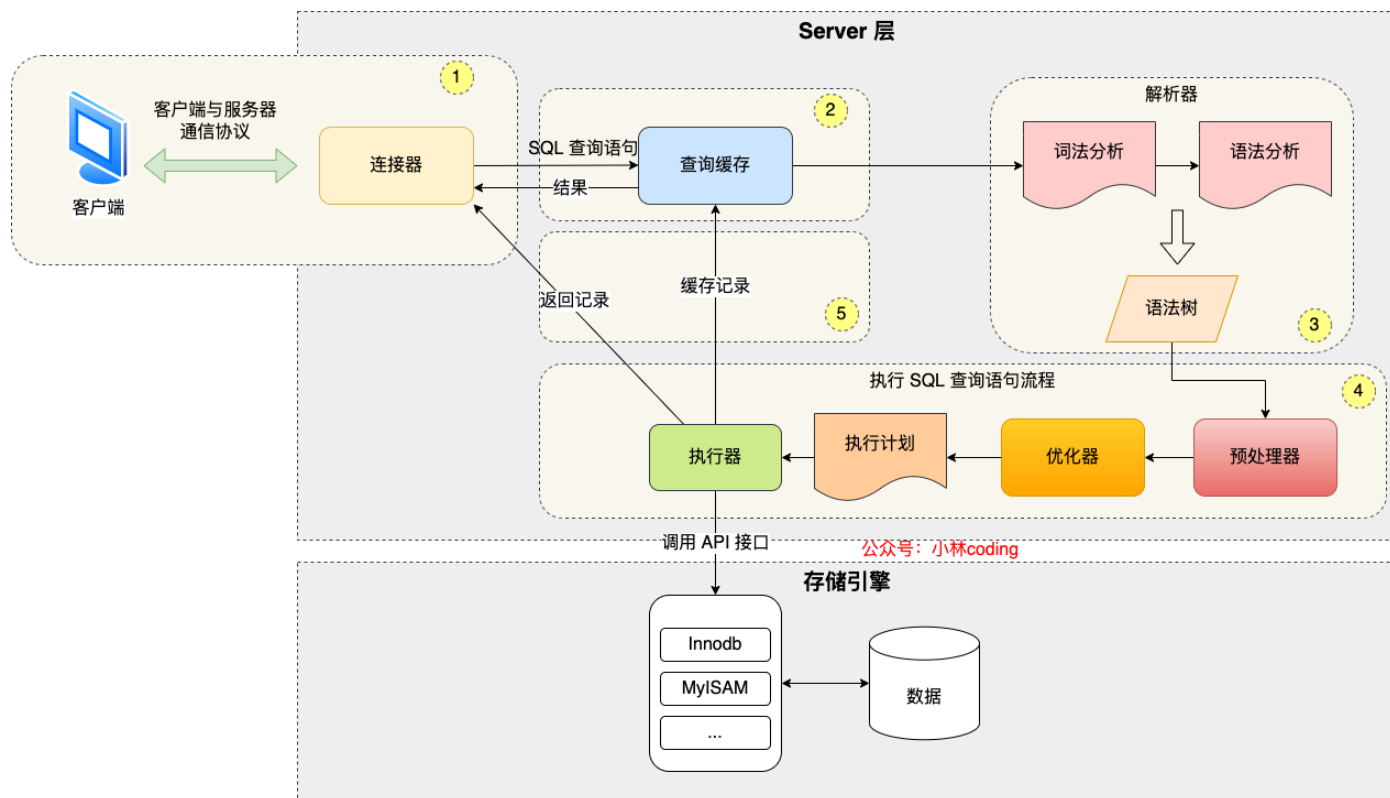 Server 层
1
客户端与服务器
通信协议
客户端
连接器
SQL 查询语句
结果
2
查询缓存
解析器
词法分析
语法分析
语法树
3
返回记录
缓存记录
5
执行 SQL 查询语句流程
4
执行器
执行计划
优化器
预处理器
调用 API 接口
公众号：小林coding
存储引擎
Innodb
MyISAM
...
数据